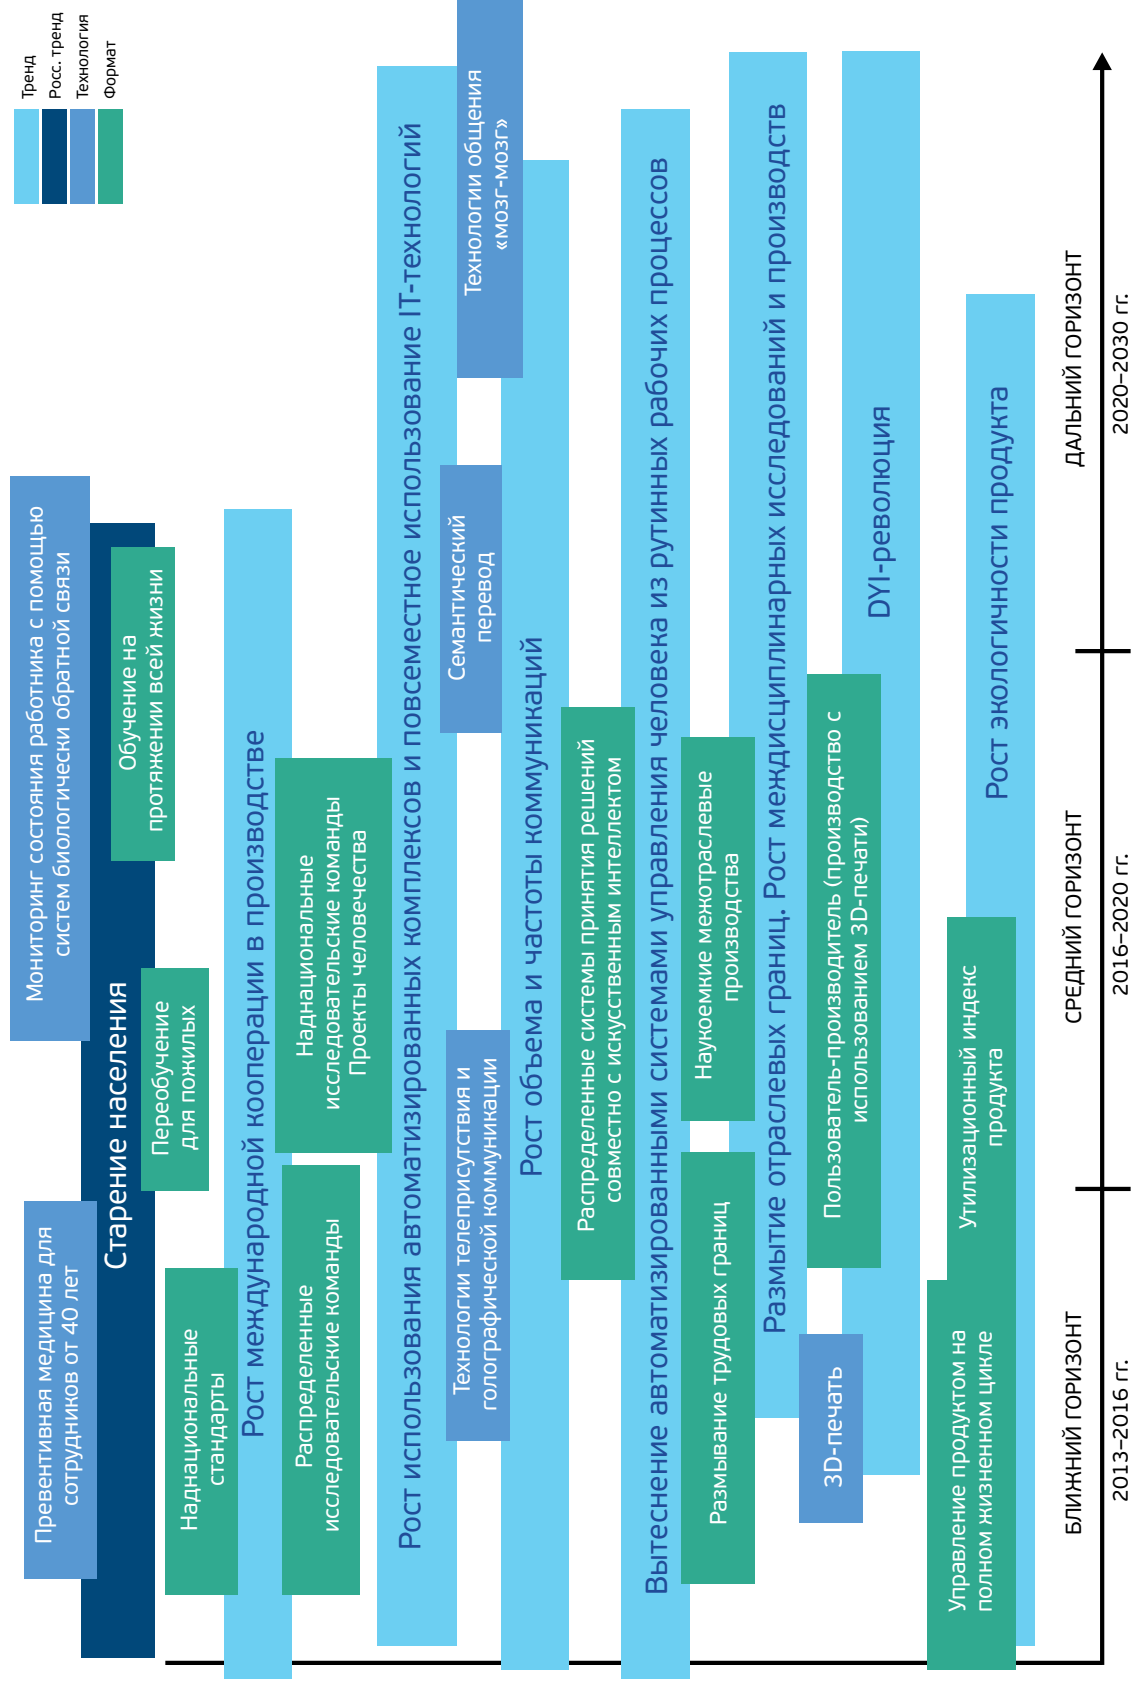 Тренд
Росс. тренд
Технология
Формат
Превентивная медицина для
сотрудников от 40 лет
Мониторинг состояния работника с помощью
систем биологически обратной связи
Старение населения
Обучение на
протяжении всей жизни
Переобучение
для пожилых
Наднациональные
стандарты
Рост международной кооперации в производстве
Распределенные
исследовательские команды
Наднациональные
исследовательские команды
Проекты человечества
Рост использования автоматизированных комплексов и повсеместное использование IT-технологий
Технологии телеприсутствия и
голографической коммуникации
Семантический
перевод
Технологии общения
«мозг-мозг»
Рост объема и частоты коммуникаций
Распределенные системы принятия решений
совместно с искусственным интеллектом
Вытеснение автоматизированными системами управления человека из рутинных рабочих процессов
Размывание трудовых границ
Наукоемкие межотраслевые
производства
Размытие отраслевых границ. Рост междисциплинарных исследований и производств
3D-печать
Пользователь-производитель (производство с
использованием 3D-печати)
DYI-революция
Управление продуктом на
полном жизненном цикле
Утилизационный индекс
продукта
Рост экологичности продукта
БЛИЖНИЙ ГОРИЗОНТ
2013–2016 гг.
СРЕДНИЙ ГОРИЗОНТ
2016–2020 гг.
ДАЛЬНИЙ ГОРИЗОНТ
2020–2030 гг.